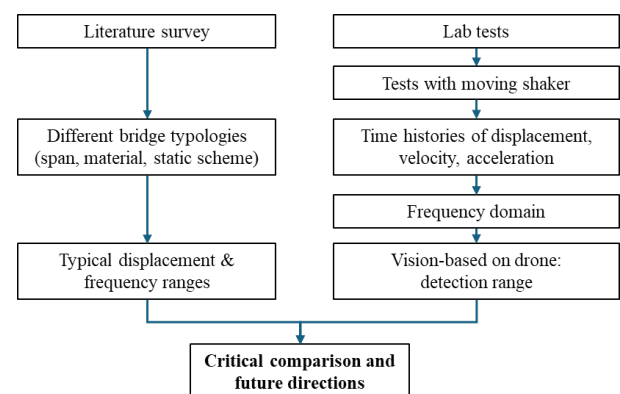 Literature survey
Different bridge typologies
(span, material, static scheme)
Typical displacement &
frequency ranges
Lab tests
Tests with moving shaker
Time histories of displacement,
velocity, acceleration
Frequency domain
Vision-based on drone:
detection range
Critical comparison and
future directions